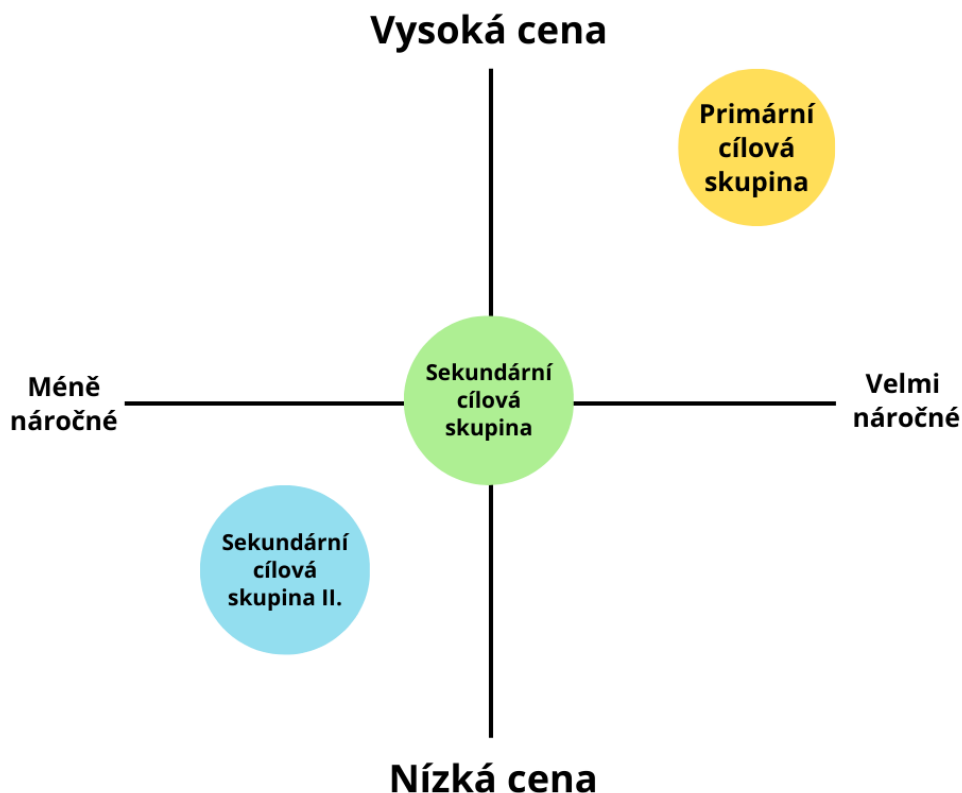 Vysoká cena
Primární
cílová
skupina
Sekundární
cílová
skupina
Méně
náročné
Velmi
náročné
Sekundární
cílová
skupina II.
Nízká cena